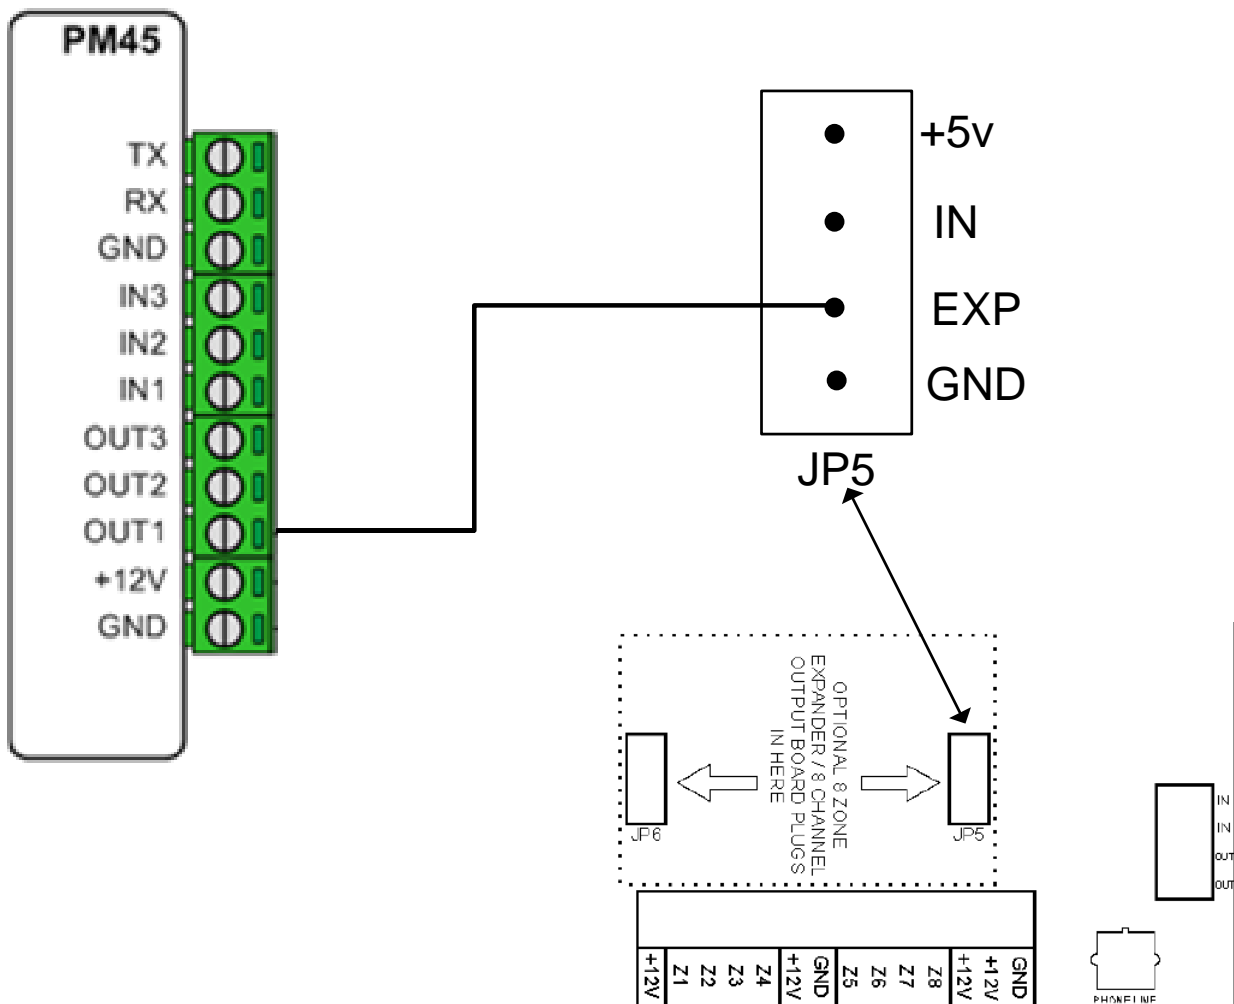 PM45
TX
RX
GND
IN3
IN2
IN1
OUT3
OUT2
OUT1
+12V
GND
+5v
IN
EXP
GND
JP5
OPTIONAL 8 ZONE
EXPANDER / 8 CHANNEL
OUTPUT BOARD PLUGS
IN HERE
JP6
JP5
IN
IN
OUT
OUT
+12V
Z1
Z2
Z3
Z4
+12V
GND
Z5
Z6
Z7
Z8
+12V
+12V
GND
PHONE LINE